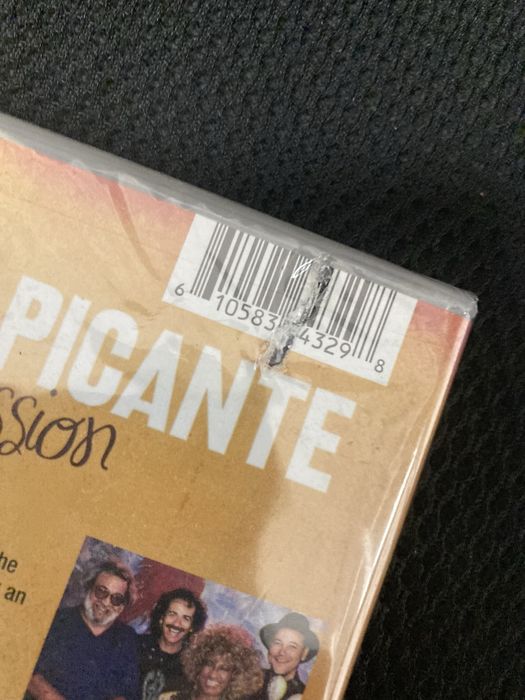 6 10583 4329 8
PICANTE
ssion
he
an